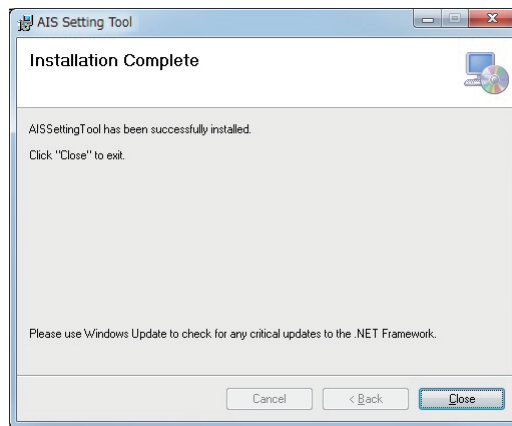 AIS Setting Tool
Installation Complete
AISSettingTool has been successfully installed.
Click "Close" to exit.
Please use Windows Update to check for any critical updates to the .NET Framework.
Cancel
< Back
Close